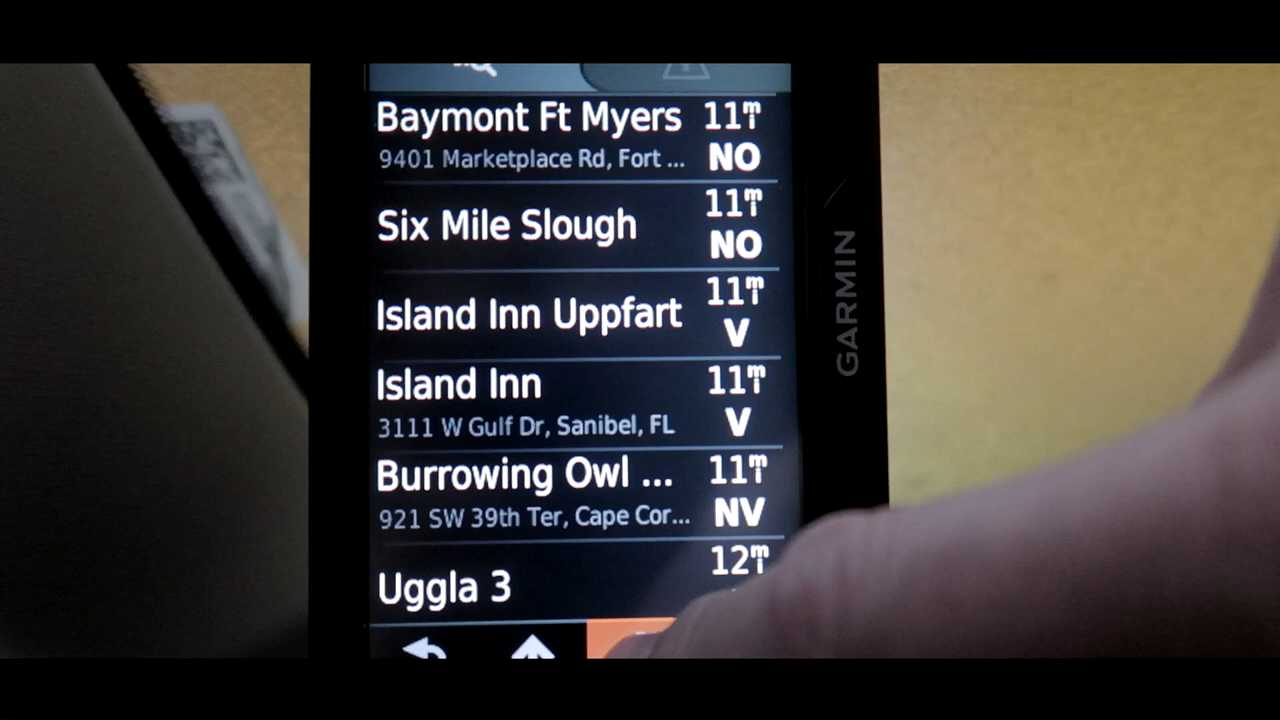 Baymont Ft Myers 11mi
9401 Marketplace Rd, Fort ... NO
Six Mile Slough 11mi
NO
Island Inn Uppfart 11mi
V
Island Inn 11mi
3111 W Gulf Dr, Sanibel, FL V
Burrowing Owl ... 11mi
921 SW 39th Ter, Cape Cor... NV
Uggla 3 12mi
GARMIN